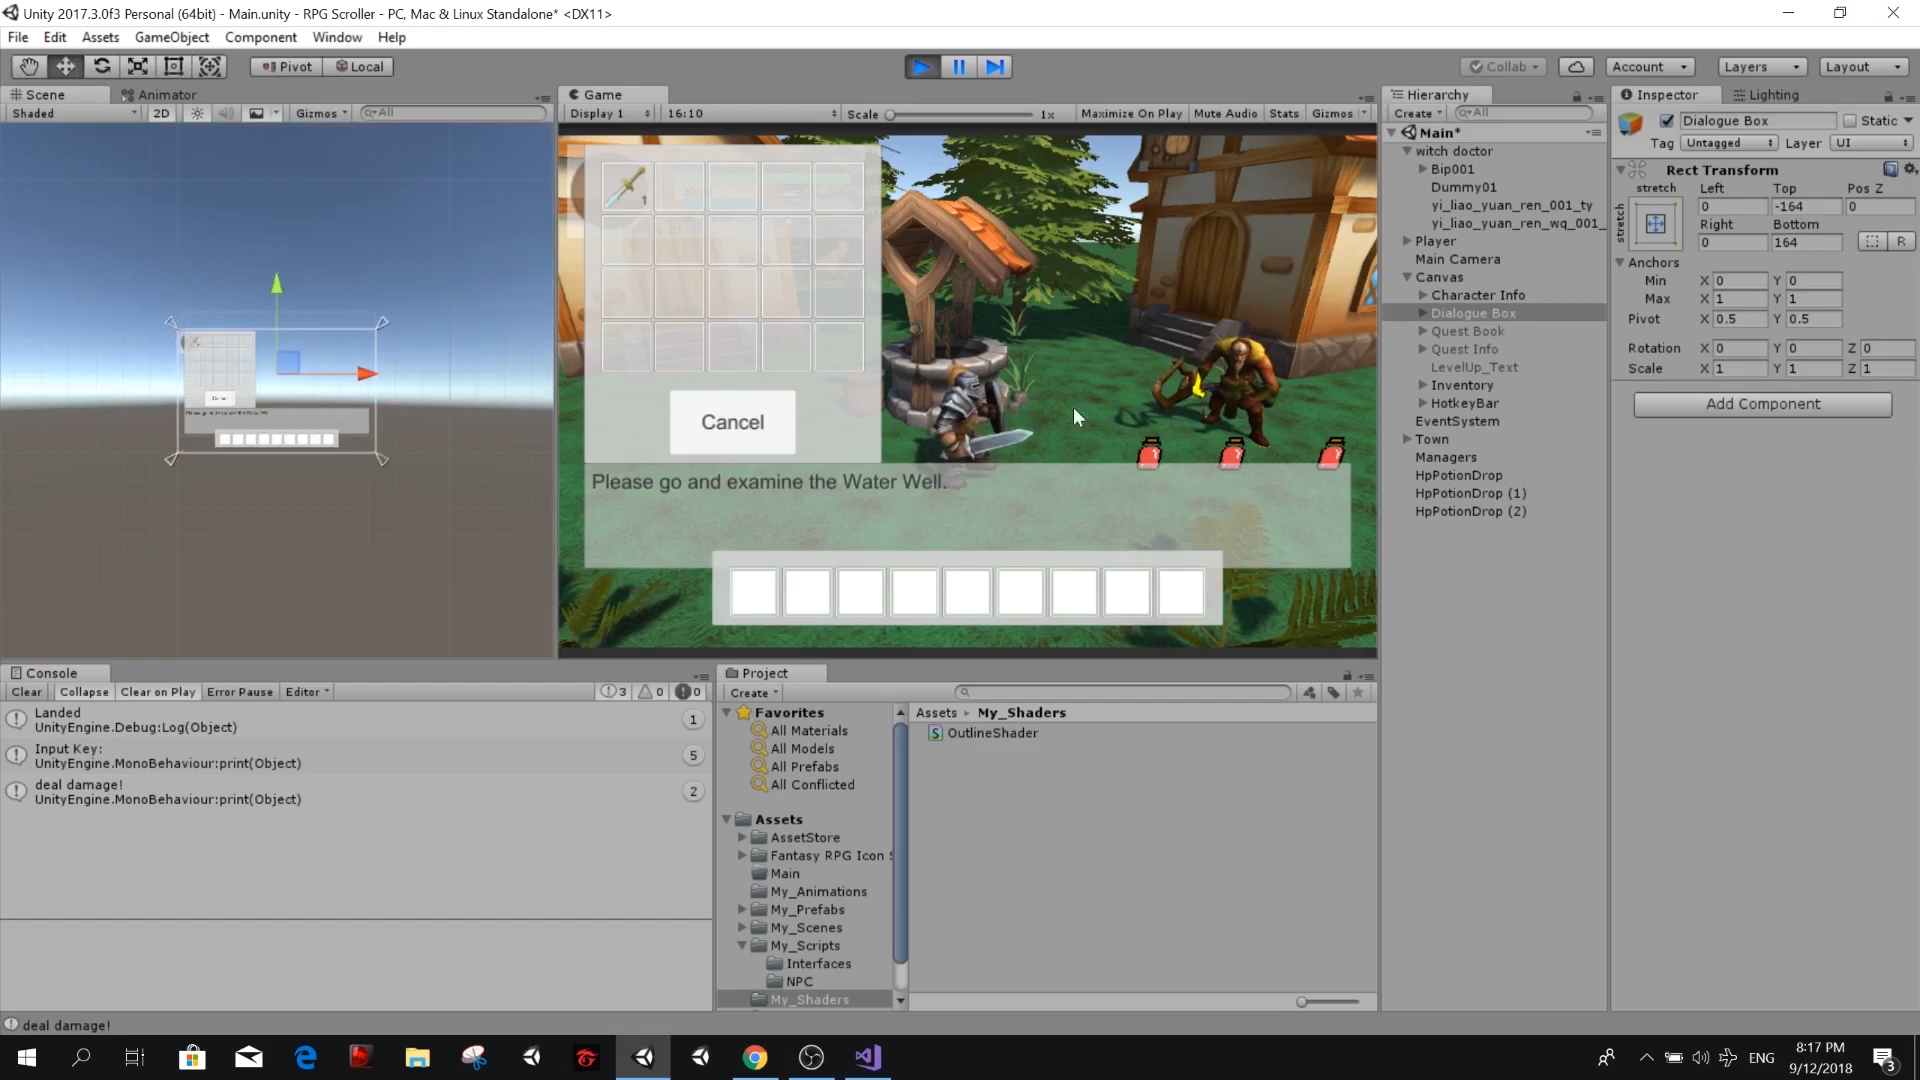 Unity 2017.3.0f3 Personal (64bit) - Main.unity - RPG Scroller - PC, Mac & Linux Standalone* <DX11>
File Edit Assets GameObject Component Window Help
Pivot Local Collab Account Layers Layout
Scene Animator
Shaded 2D Gizmos All
Game
Display 1 16:10 Scale 1x Maximize On Play Mute Audio Stats Gizmos
1
Cancel
Please go and examine the Water Well.
Hierarchy
Create All
Main*
witch doctor
Bip001
Dummy01
yi_liao_yuan_ren_001_ty
yi_liao_yuan_ren_wq_001_
Player
Main Camera
Canvas
Character Info
Dialogue Box
Quest Book
Quest Info
LevelUp_Text
Inventory
HotkeyBar
EventSystem
Town
Managers
HpPotionDrop
HpPotionDrop (1)
HpPotionDrop (2)
Inspector Lighting
Dialogue Box Static
Tag Untagged Layer UI
Rect Transform
stretch Left Top Pos Z
stretch 0 -164 0
Right Bottom
0 164 R
Anchors
Min X 0 Y 0
Max X 1 Y 1
Pivot X 0.5 Y 0.5
Rotation X 0 Y 0 Z 0
Scale X 1 Y 1 Z 1
Add Component
Console
Clear Collapse Clear on Play Error Pause Editor 3 0 0
Landed
UnityEngine.Debug:Log(Object) 1
Input Key:
UnityEngine.MonoBehaviour:print(Object) 5
deal damage!
UnityEngine.MonoBehaviour:print(Object) 2
Project
Create
Favorites
All Materials
All Models
All Prefabs
All Conflicted
Assets
AssetStore
Fantasy RPG Icon
Main
My_Animations
My_Prefabs
My_Scenes
My_Scripts
Interfaces
NPC
My_Shaders
Assets My_Shaders
OutlineShader
deal damage!
ENG 8:17 PM
9/12/2018 3